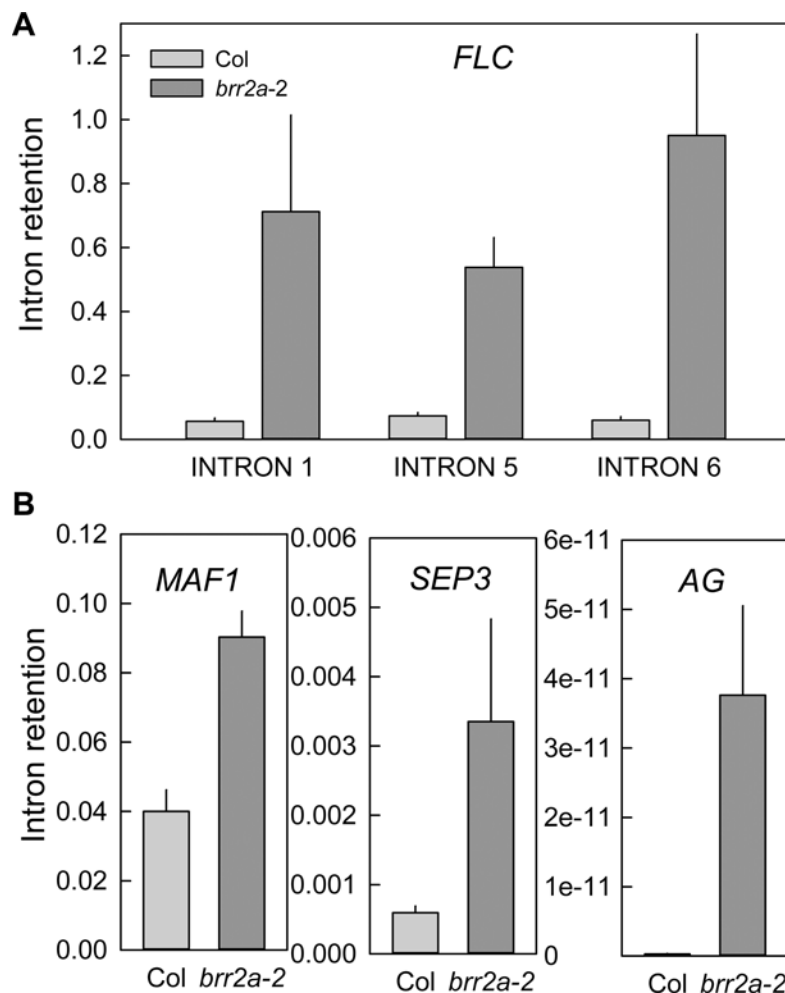 A
Col
brr2a-2
FLC
Intron retention
1.2
1.0
0.8
0.6
0.4
0.2
0.0
INTRON 1 INTRON 5 INTRON 6
B
Intron retention
0.12
0.10
0.08
0.06
0.04
0.02
0.00
MAF1
Col brr2a-2
0.006
0.005
0.004
0.003
0.002
0.001
0.000
SEP3
Col brr2a-2
6e-11
5e-11
4e-11
3e-11
2e-11
1e-11
0
AG
Col brr2a-2